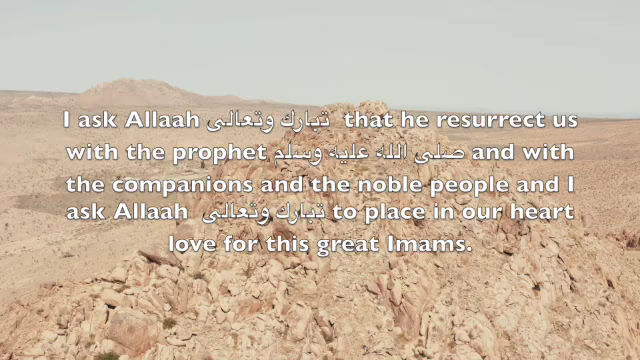 I ask Allaah تبارك وتعالى that he resurrect us
with the prophet صلى الله عليه وسلم and with
the companions and the noble people and I
ask Allaah تبارك وتعالى to place in our heart
love for this great Imams.